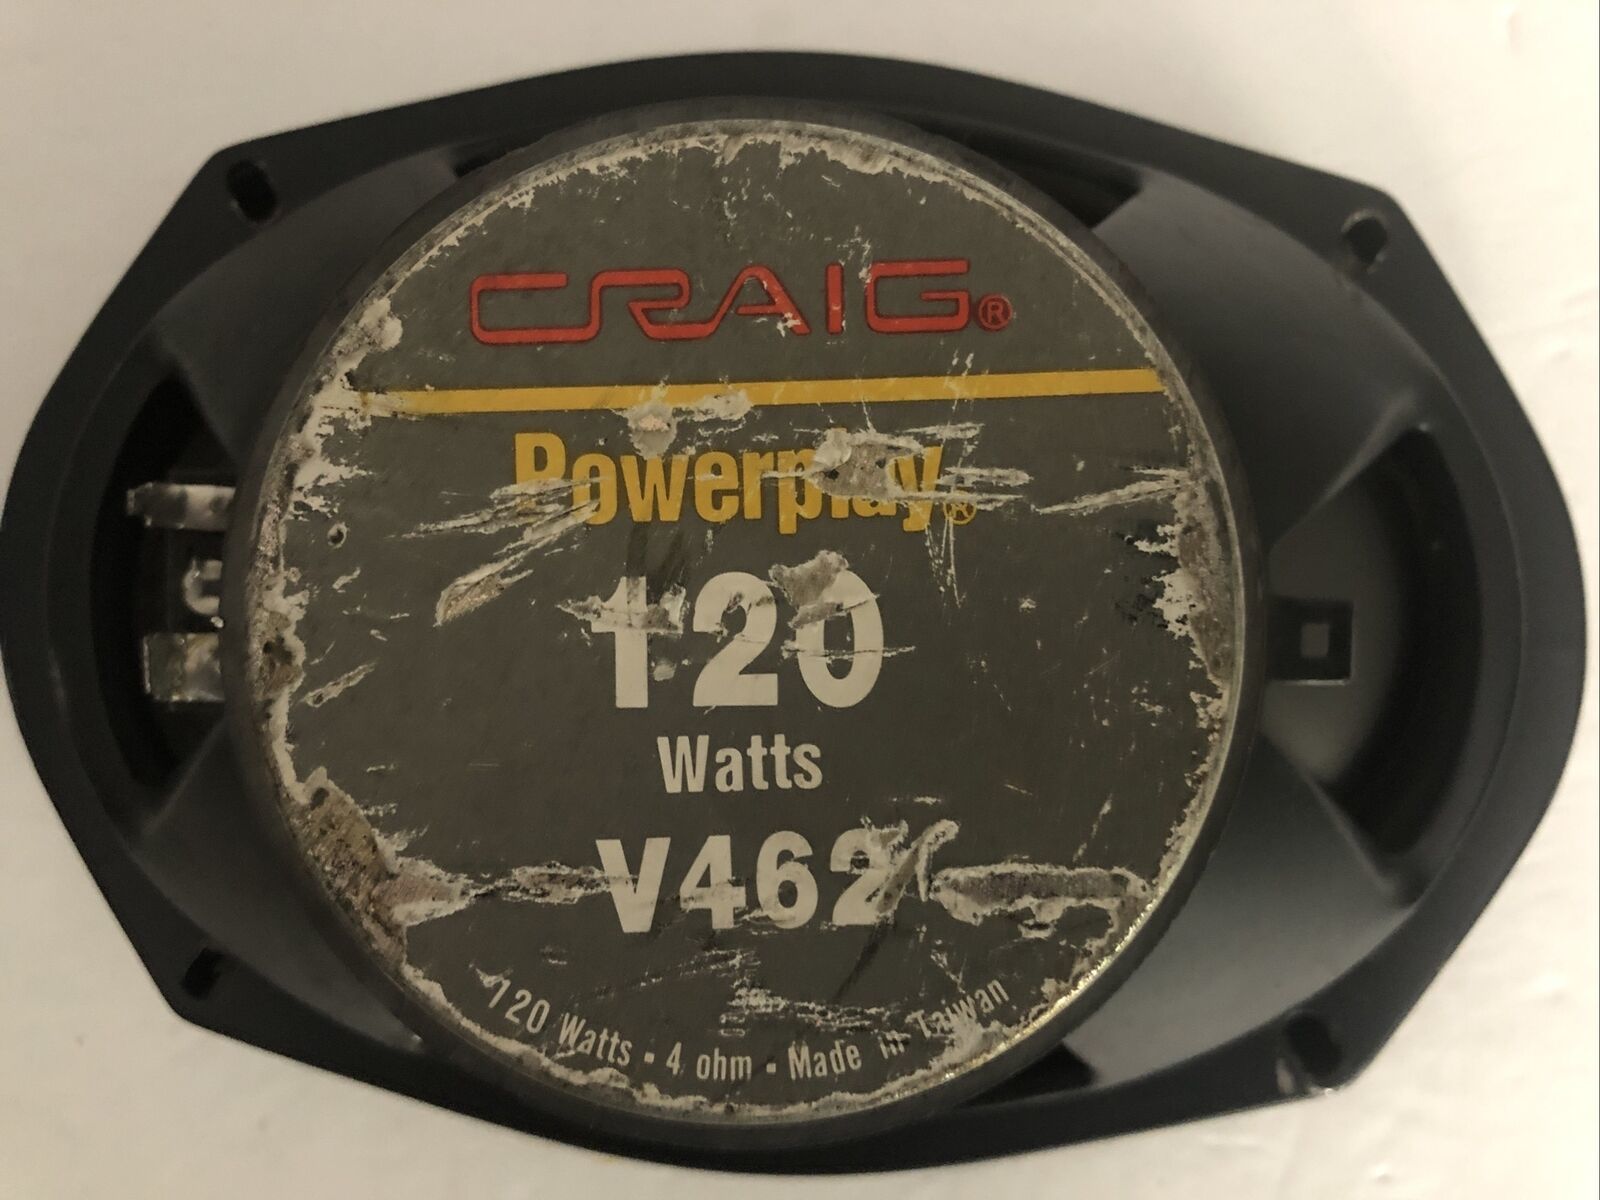 CRAIG®
Powerplay®
120
Watts
V462
120 Watts ▪ 4 ohm ▪ Made in Taiwan